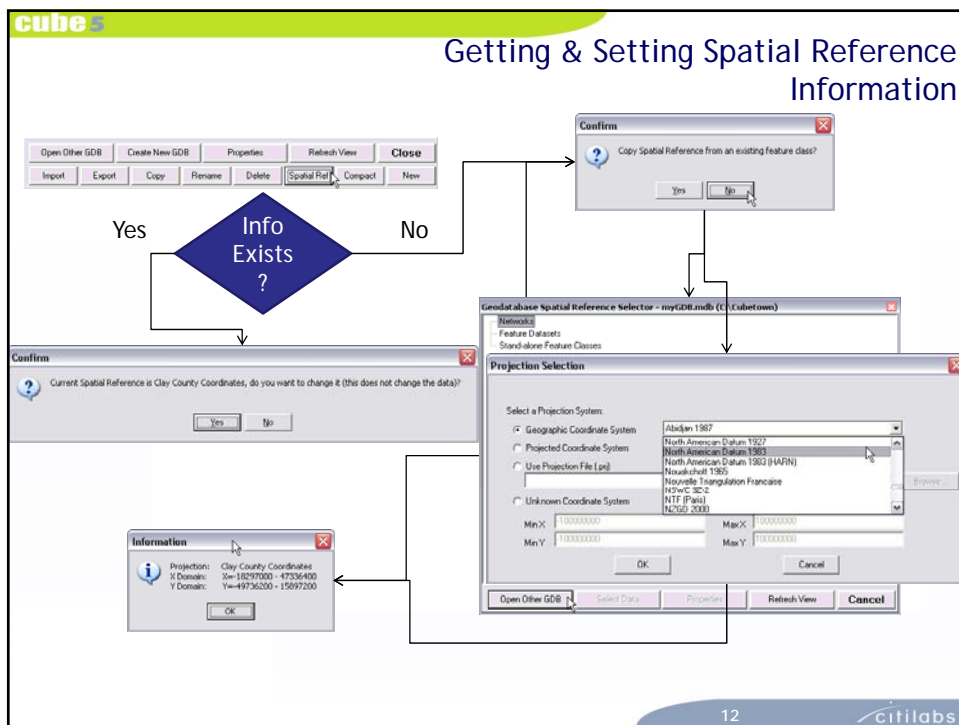 cube 5
Getting & Setting Spatial Reference
Information
Open Other GDB Create New GDB Properties Refresh View Close
Import Export Copy Rename Delete Spatial Ref Compact New
Confirm
Copy Spatial Reference from an existing feature class?
Yes No
Yes
Info
Exists
?
No
Geodatabase Spatial Reference Selector - myGDB.mdb (C:\Cubetown)
Networks
Feature Datasets
Stand-alone Feature Classes
Confirm
Current Spatial Reference is Clay County Coordinates, do you want to change it (this does not change the data)?
Yes No
Projection Selection
Select a Projection System:
Geographic Coordinate System
Abidjan 1987
Projected Coordinate System
North American Datum 1927
North American Datum 1983
North American Datum 1983 (HARN)
Use Projection File (.prj)
Nouakchott 1965
Nouvelle Triangulation Francaise
Browse ...
NSWC 9Z-2
Unknown Coordinate System
NTF (Paris)
NZGD 2000
Min X -100000000 Max X 100000000
Min Y -100000000 Max Y 100000000
OK Cancel
Open Other GDB Select Data Properties Refresh View Cancel
Information
Projection: Clay County Coordinates
X Domain: X=-18297000 - 47336400
Y Domain: Y=-49736200 - 15897200
OK
12
citilabs